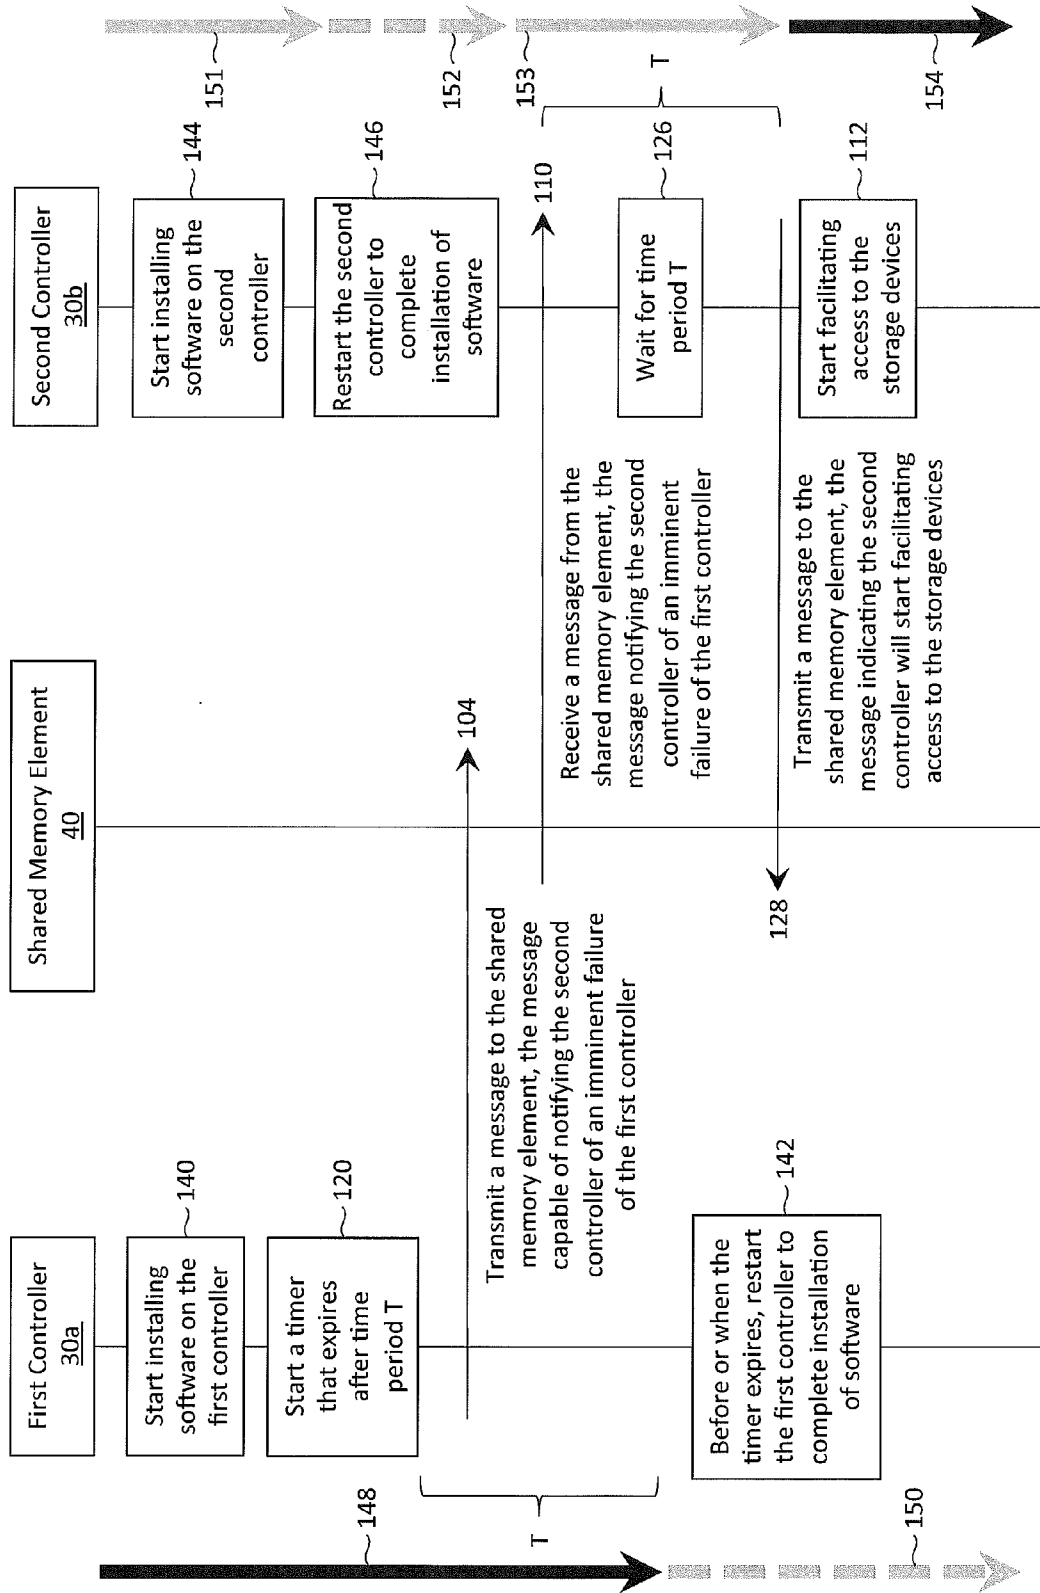 First Controller
30a
Shared Memory Element
40
Second Controller
30b
Start installing
software on the
first controller
140
Start installing
software on the
second
controller
144
Start a timer
that expires
after time
period T
120
Restart the second
controller to
complete
installation of
software
146
104
Transmit a message to the shared
memory element, the message
capable of notifying the second
controller of an imminent failure
of the first controller
110
Receive a message from the
shared memory element, the
message notifying the second
controller of an imminent
failure of the first controller
Wait for time
period T
126
Before or when the
timer expires, restart
the first controller to
complete installation
of software
142
128
Transmit a message to the
shared memory element, the
message indicating the second
controller will start facilitating
access to the storage devices
Start facilitating
access to the
storage devices
112
148
T
150
151
152
153
T
154